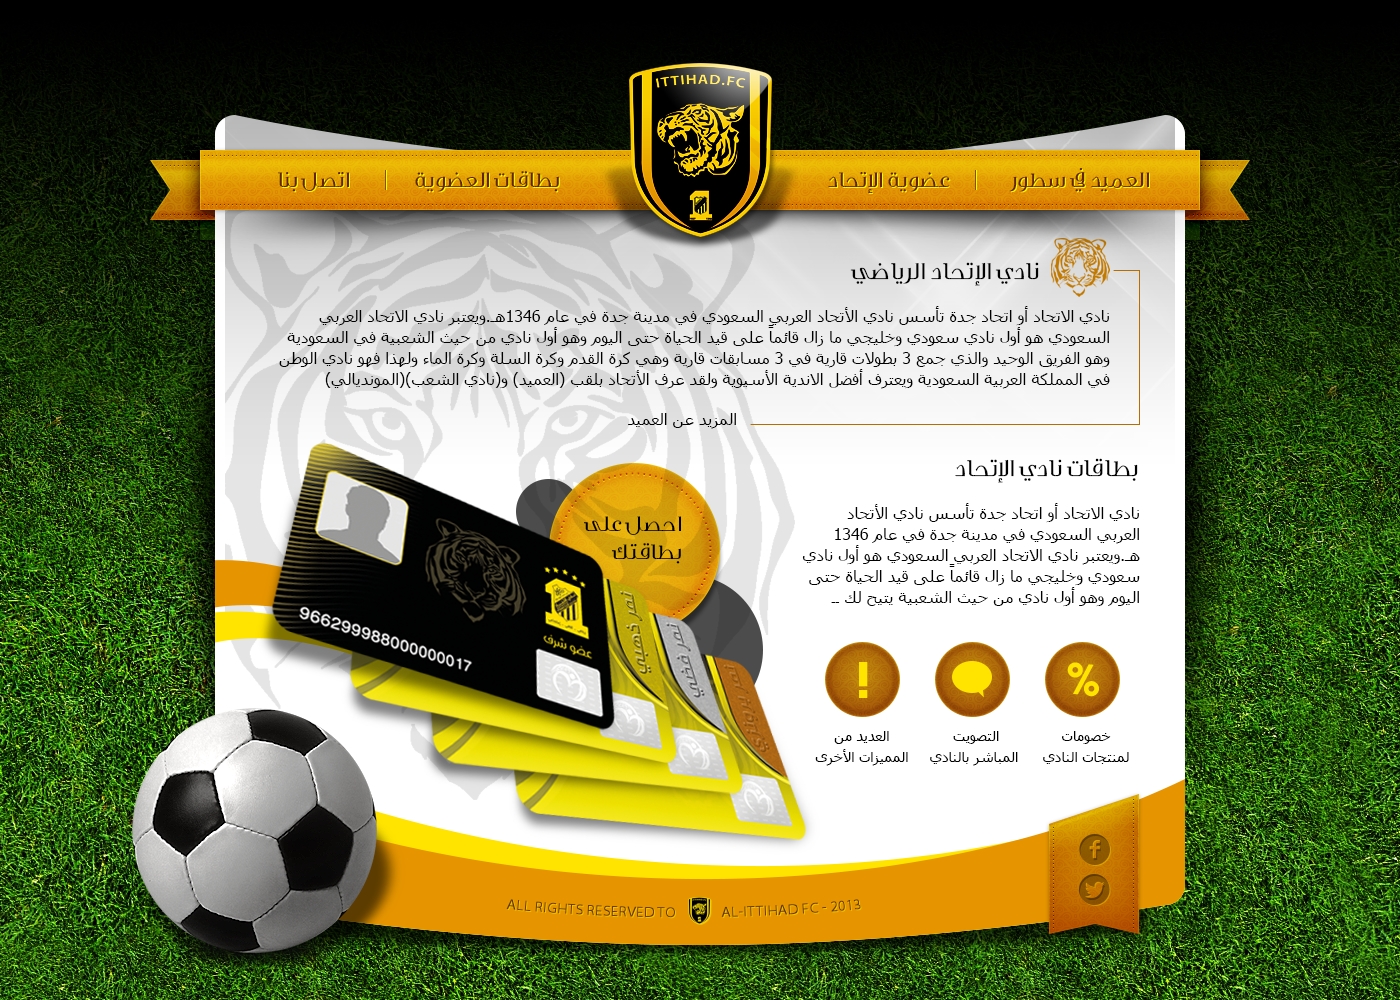 ITTIHAD.FC
العميد في سطور
عضوية الإتحاد
بطاقات العضوية
اتصل بنا
نادي الإتحاد الرياضي
نادي الاتحاد أو اتحاد جدة تأسس نادي الأتحاد العربي السعودي في مدينة جدة في عام 1346هـ.ويعتبر نادي الاتحاد العربي
السعودي هو أول نادي سعودي وخليجي ما زال قائماً على قيد الحياة حتى اليوم وهو أول نادي من حيث الشعبية في السعودية
وهو الفريق الوحيد والذي جمع 3 بطولات قارية في 3 مسابقات قارية وهي كرة القدم وكرة السلة وكرة الماء ولهذا فهو نادي الوطن
في المملكة العربية السعودية ويعترف أفضل الاندية الأسيوية ولقد عرف الأتحاد بلقب (العميد) و(نادي الشعب)(المونديالي)
المزيد عن العميد
بطاقات نادي الإتحاد
نادي الاتحاد أو اتحاد جدة تأسس نادي الأتحاد
العربي السعودي في مدينة جدة في عام 1346
هـ.ويعتبر نادي الاتحاد العربي السعودي هو أول نادي
سعودي وخليجي ما زال قائماً على قيد الحياة حتى
اليوم وهو أول نادي من حيث الشعبية يتيح لك ..
احصل على
بطاقتك
966299988000000017
عضو شرف
نمر ذهبي
نمر فضي
%
خصومات
لمنتجات النادي
التصويت
المباشر بالنادي
!
العديد من
المميزات الأخرى
ALL RIGHTS RESERVED TO
AL-ITTIHAD FC - 2013